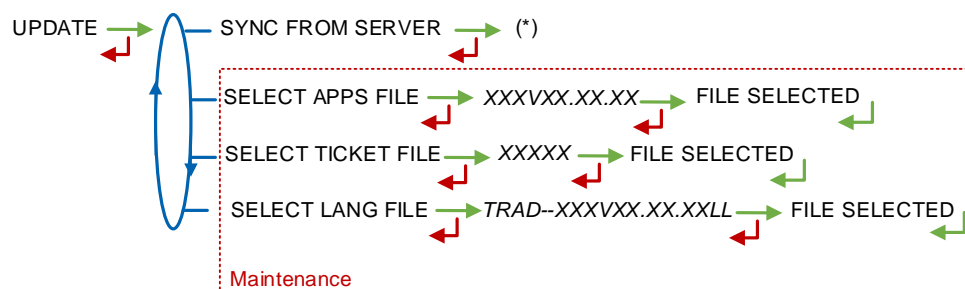 UPDATE SYNC FROM SERVER (*)
SELECT APPS FILE XXXVXX.XX.XX FILE SELECTED
SELECT TICKET FILE XXXXX FILE SELECTED
SELECT LANG FILE TRAD--XXXVXX.XX.XXLL FILE SELECTED
Maintenance